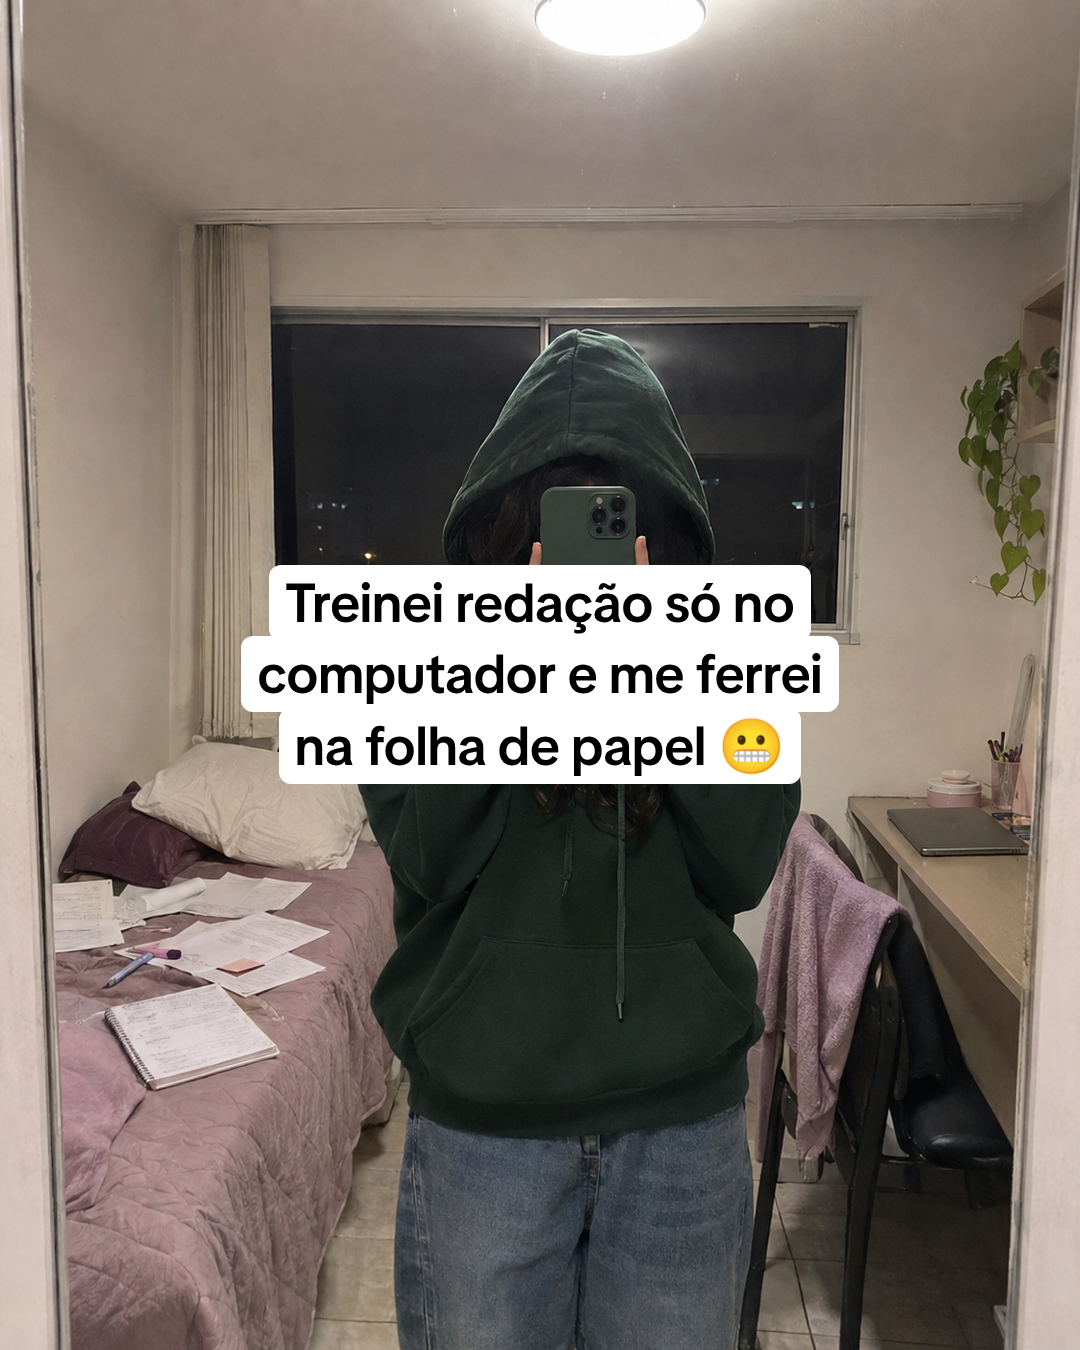 Treinei redação só no
computador e me ferrei
na folha de papel 😬